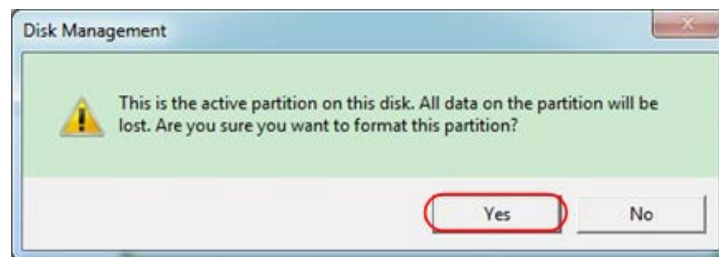 Disk Management
This is the active partition on this disk. All data on the partition will be
lost. Are you sure you want to format this partition?
Yes
No